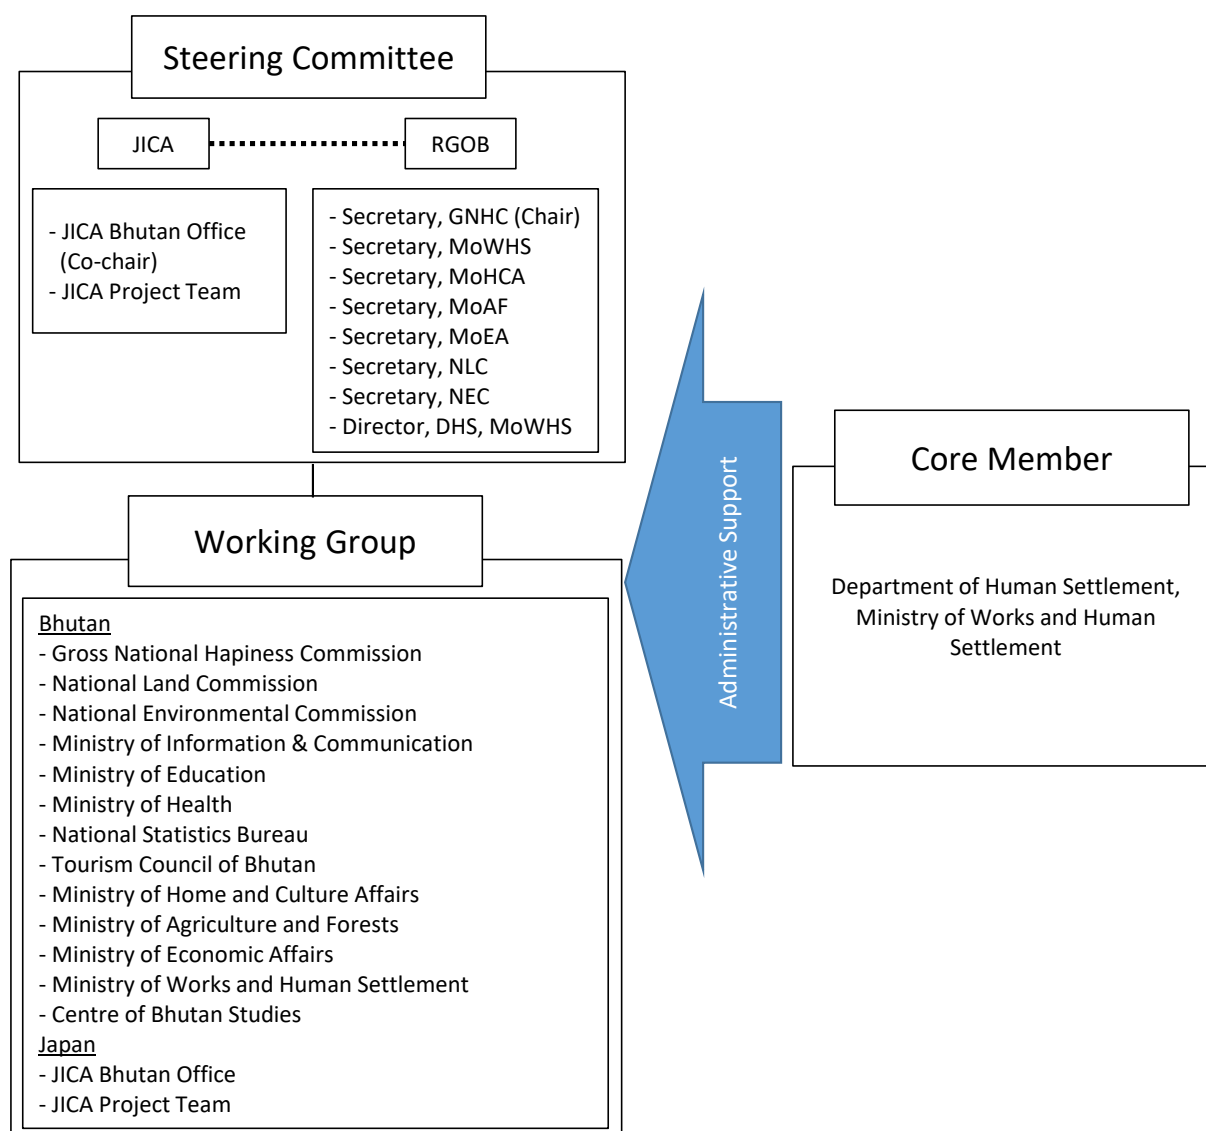 Steering Committee
JICA
RGOB
- JICA Bhutan Office
(Co-chair)
- JICA Project Team
- Secretary, GNHC (Chair)
- Secretary, MoWHS
- Secretary, MoHCA
- Secretary, MoAF
- Secretary, MoEA
- Secretary, NLC
- Secretary, NEC
- Director, DHS, MoWHS
Working Group
Bhutan
- Gross National Hapiness Commission
- National Land Commission
- National Environmental Commission
- Ministry of Information & Communication
- Ministry of Education
- Ministry of Health
- National Statistics Bureau
- Tourism Council of Bhutan
- Ministry of Home and Culture Affairs
- Ministry of Agriculture and Forests
- Ministry of Economic Affairs
- Ministry of Works and Human Settlement
- Centre of Bhutan Studies
Japan
- JICA Bhutan Office
- JICA Project Team
Administrative Support
Core Member
Department of Human Settlement,
Ministry of Works and Human
Settlement